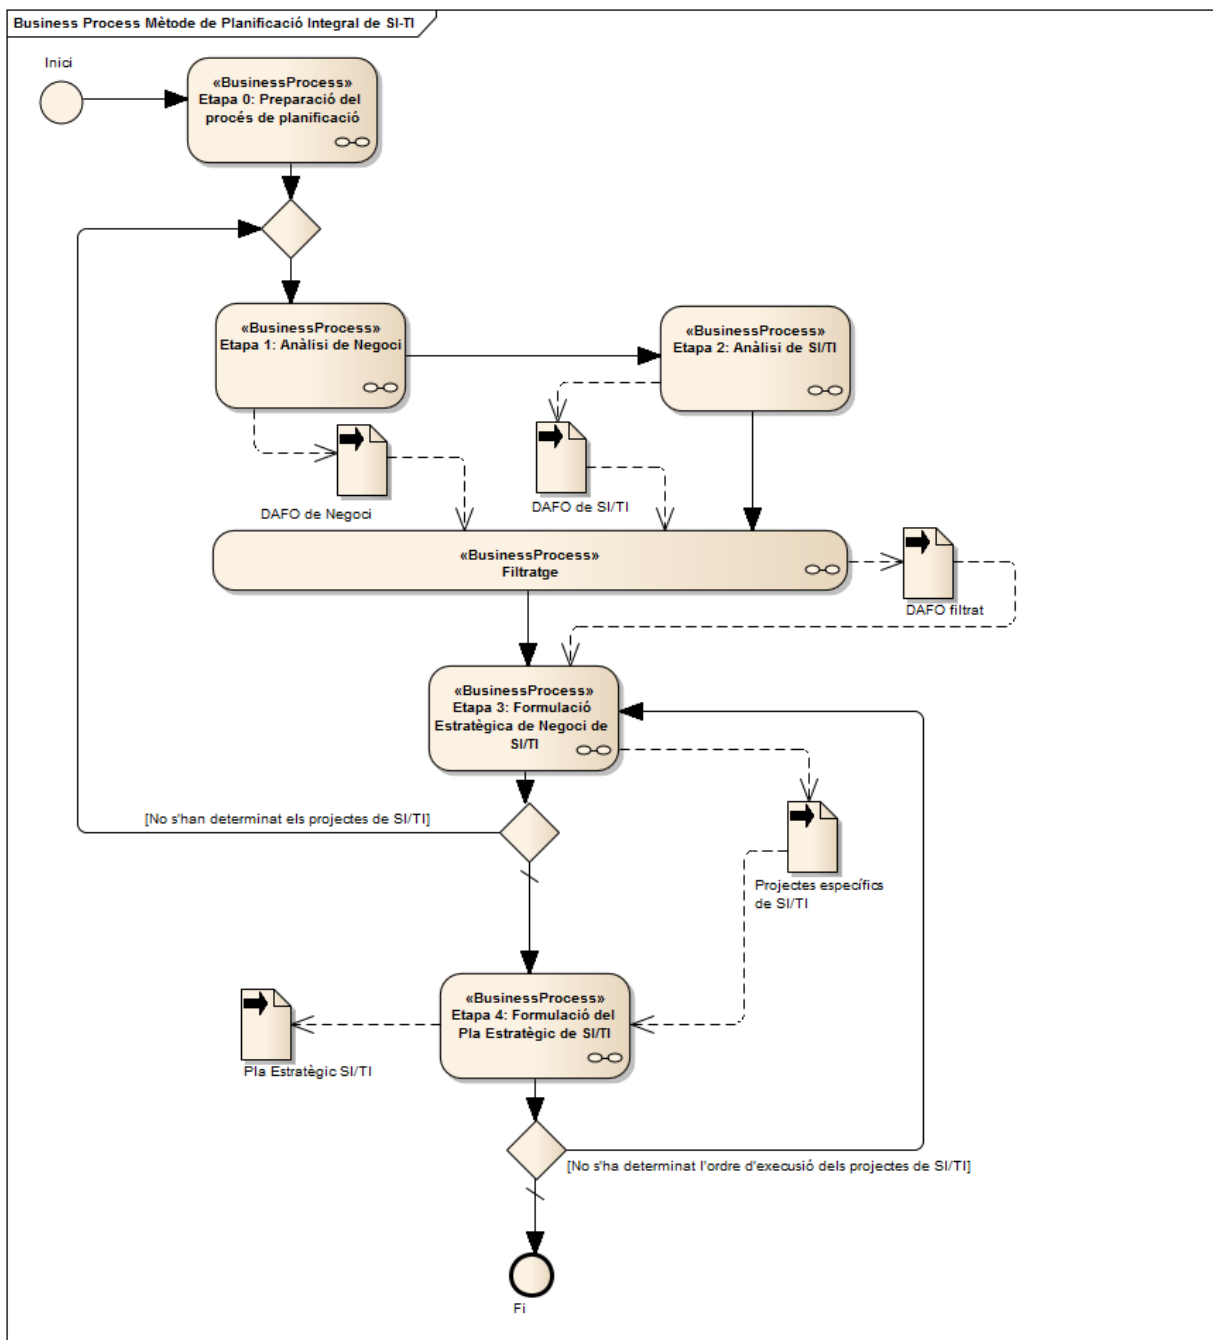 Business Process Mètode de Planificació Integral de SI-TI
Inici
«BusinessProcess»
Etapa 0: Preparació del
procés de planificació
«BusinessProcess»
Etapa 1: Anàlisi de Negoci
«BusinessProcess»
Etapa 2: Anàlisi de SI/TI
DAFO de Negoci
DAFO de SI/TI
«BusinessProcess»
Filtratge
DAFO filtrat
«BusinessProcess»
Etapa 3: Formulació
Estratègica de Negoci de
SI/TI
[No s'han determinat els projectes de SI/TI]
Projectes específics
de SI/TI
«BusinessProcess»
Etapa 4: Formulació del
Pla Estratègic de SI/TI
Pla Estratègic SI/TI
[No s'ha determinat l'ordre d'execusió dels projectes de SI/TI]
Fi